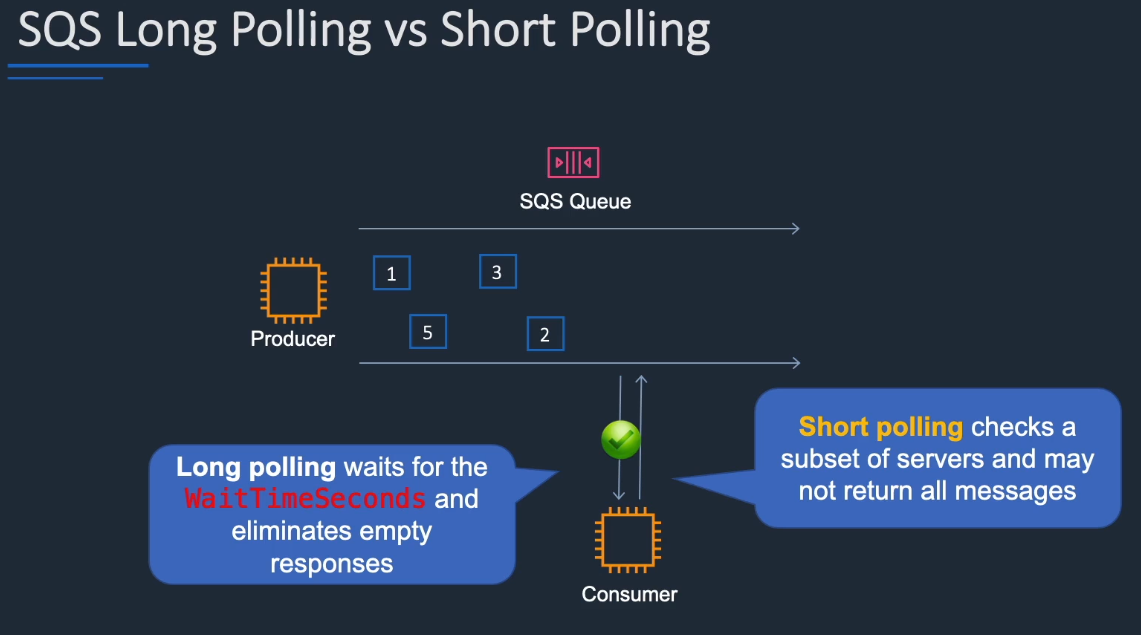 SQS Long Polling vs Short Polling
SQS Queue
1
3
5
2
Producer
Short polling checks a
subset of servers and may
not return all messages
Long polling waits for the
WaitTimeSeconds and
eliminates empty
responses
Consumer